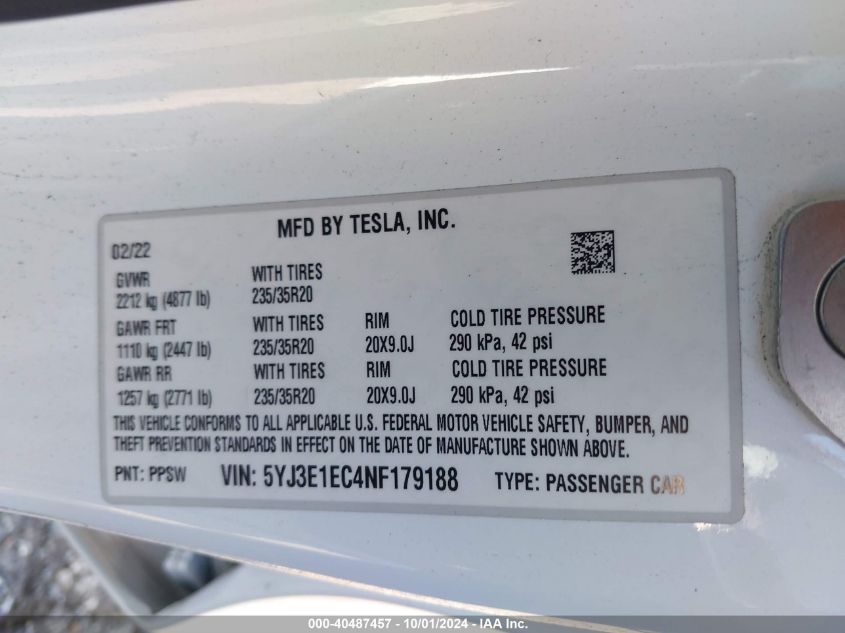 MFD BY TESLA, INC.
02/22
GVWR WITH TIRES
2212 kg (4877 lb) 235/35R20
GAWR FRT WITH TIRES RIM COLD TIRE PRESSURE
1110 kg (2447 lb) 235/35R20 20X9.0J 290 kPa, 42 psi
GAWR RR WITH TIRES RIM COLD TIRE PRESSURE
1257 kg (2771 lb) 235/35R20 20X9.0J 290 kPa, 42 psi
THIS VEHICLE CONFORMS TO ALL APPLICABLE U.S. FEDERAL MOTOR VEHICLE SAFETY, BUMPER, AND
THEFT PREVENTION STANDARDS IN EFFECT ON THE DATE OF MANUFACTURE SHOWN ABOVE.
PNT: PPSW VIN: 5YJ3E1EC4NF179188 TYPE: PASSENGER CAR
000-40487457 - 10/01/2024 - IAA, Inc.